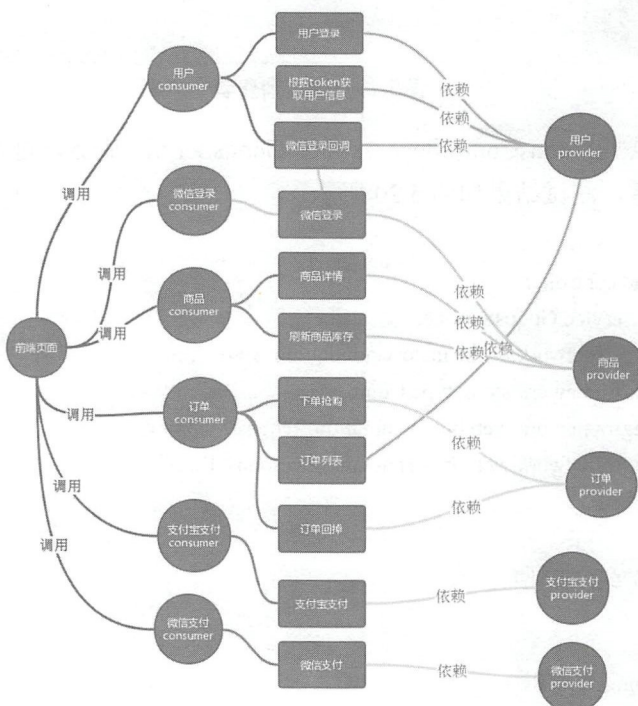 用户登录
用户
consumer
根据token获
取用户信息
依赖
依赖
用户
provider
微信登录回调
依赖
调用
微信登录
consumer
微信登录
调用
商品详情
商品
consumer
依赖
依赖
调用
前端页面
刷新商品库存
依赖
依赖
商品
provider
下单抢购
订单
consumer
调用
依赖
订单列表
订单
provider
调用
依赖
订单回掉
支付宝支付
consumer
调用
支付宝支付
provider
支付宝支付
依赖
微信支付
consumer
微信支付
依赖
微信支付
provider